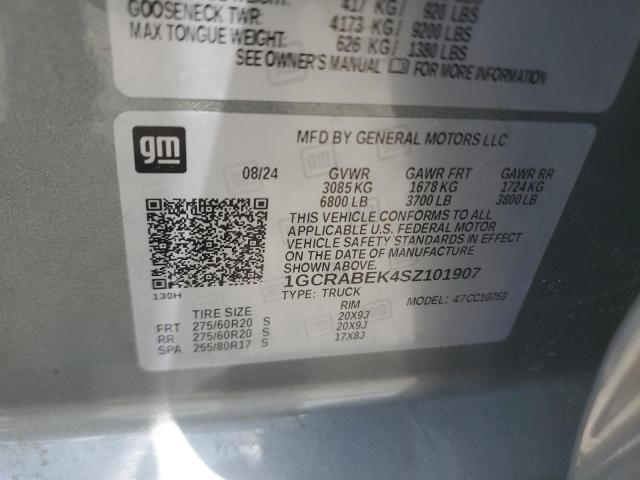 WEIGHT:
417 KG/ 920 LBS
GOOSENECK TWR: 4173 KG/ 9200 LBS
MAX TONGUE WEIGHT: 626 KG/ 1380 LBS
SEE OWNER'S MANUAL FOR MORE INFORMATION
gm
MFD BY GENERAL MOTORS LLC
08/24 GVWR GAWR FRT GAWR RR
3085 KG 1678 KG 1724 KG
6800 LB 3700 LB 3800 LB
THIS VEHICLE CONFORMS TO ALL
APPLICABLE U.S. FEDERAL MOTOR
VEHICLE SAFETY STANDARDS IN EFFECT
ON THE DATE OF MANUFACTURE
SHOWN ABOVE.
1GCRABEK4SZ101907
TYPE: TRUCK MODEL: 47CC10753
130H
TIRE SIZE RIM
FRT 275/60R20 S 20X9J
RR 275/60R20 S 20X9J
SPA 255/80R17 S 17X8J